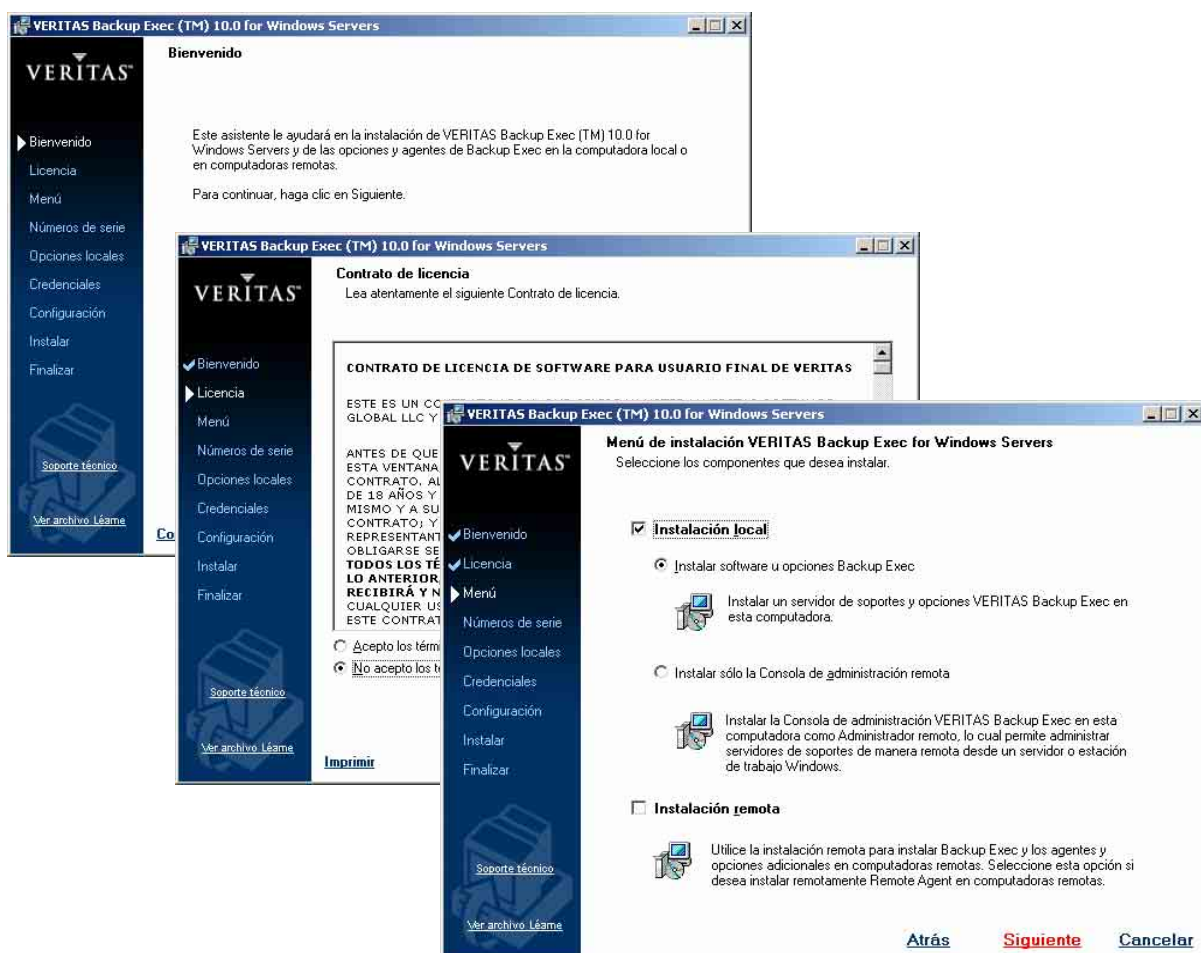 VERITAS Backup Exec (TM) 10.0 for Windows Servers
VERITAS™
Bienvenido
Licencia
Menú
Números de serie
Opciones locales
Credenciales
Configuración
Instalar
Finalizar
Soporte técnico
Ver archivo Léame
Bienvenido
Este asistente le ayudará en la instalación de VERITAS Backup Exec (TM) 10.0 for
Windows Servers y de las opciones y agentes de Backup Exec en la computadora local o
en computadoras remotas.
Para continuar, haga clic en Siguiente.
VERITAS Backup Exec (TM) 10.0 for Windows Servers
VERITAS™
Bienvenido
Licencia
Menú
Números de serie
Opciones locales
Credenciales
Configuración
Instalar
Finalizar
Soporte técnico
Ver archivo Léame
Contrato de licencia
Lea atentamente el siguiente Contrato de licencia.
CONTRATO DE LICENCIA DE SOFTWARE PARA USUARIO FINAL DE VERITAS
ESTE ES UN
GLOBAL LLC Y
ANTES DE QUE
ESTA VENTANA
CONTRATO, AL
DE 18 AÑOS Y
MISMO Y A SU
CONTRATO; Y
REPRESENTANT
OBLIGARSE SE
TODOS LOS TÉ
LO ANTERIOR,
RECIBIRÁ Y N
CUALQUIER US
ESTE CONTRAT
Acepto los térmi
No acepto los t
Imprimir
VERITAS Backup Exec (TM) 10.0 for Windows Servers
VERITAS™
Bienvenido
Licencia
Menú
Números de serie
Opciones locales
Credenciales
Configuración
Instalar
Finalizar
Soporte técnico
Ver archivo Léame
Menú de instalación VERITAS Backup Exec for Windows Servers
Seleccione los componentes que desea instalar.
Instalación local
Instalar software u opciones Backup Exec
Instalar un servidor de soportes y opciones VERITAS Backup Exec en
esta computadora.
Instalar sólo la Consola de administración remota
Instalar la Consola de administración VERITAS Backup Exec en esta
computadora como Administrador remoto, lo cual permite administrar
servidores de soportes de manera remota desde un servidor o estación
de trabajo Windows.
Instalación remota
Utilice la instalación remota para instalar Backup Exec y los agentes y
opciones adicionales en computadoras remotas. Seleccione esta opción si
desea instalar remotamente Remote Agent en computadoras remotas.
Atrás
Siguiente
Cancelar